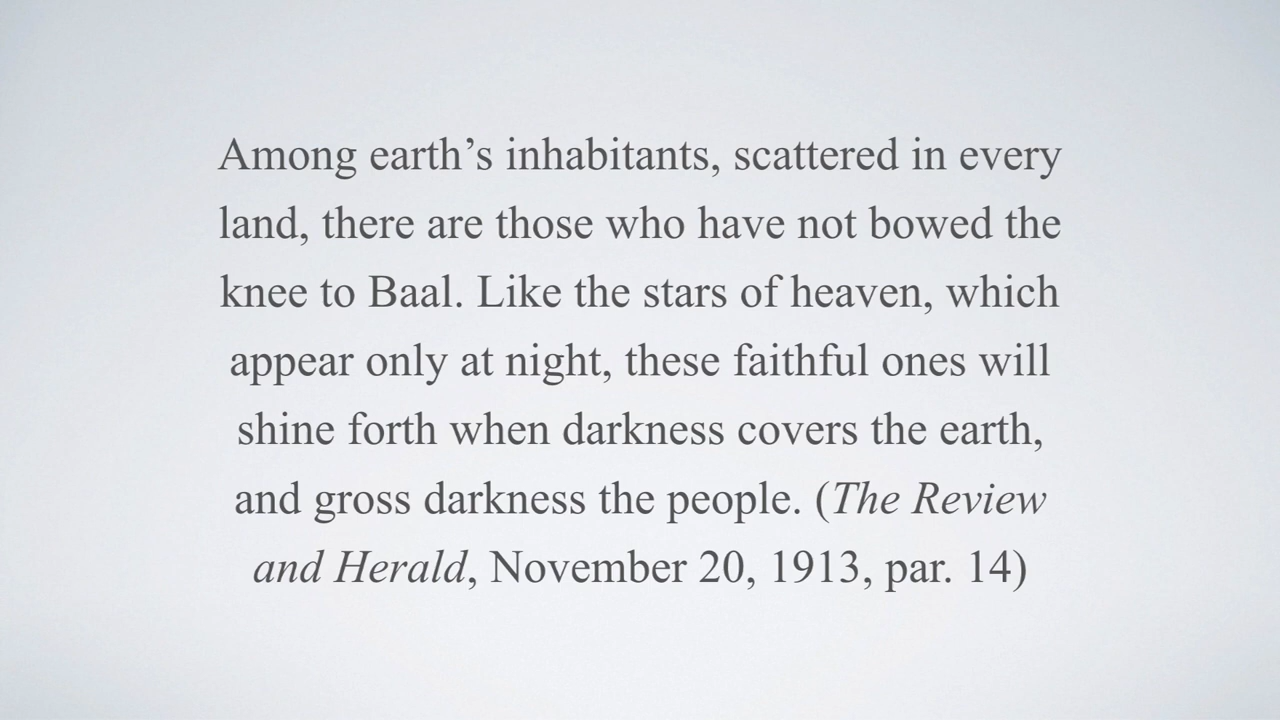 Among earth’s inhabitants, scattered in every
land, there are those who have not bowed the
knee to Baal. Like the stars of heaven, which
appear only at night, these faithful ones will
shine forth when darkness covers the earth,
and gross darkness the people. (The Review
and Herald, November 20, 1913, par. 14)